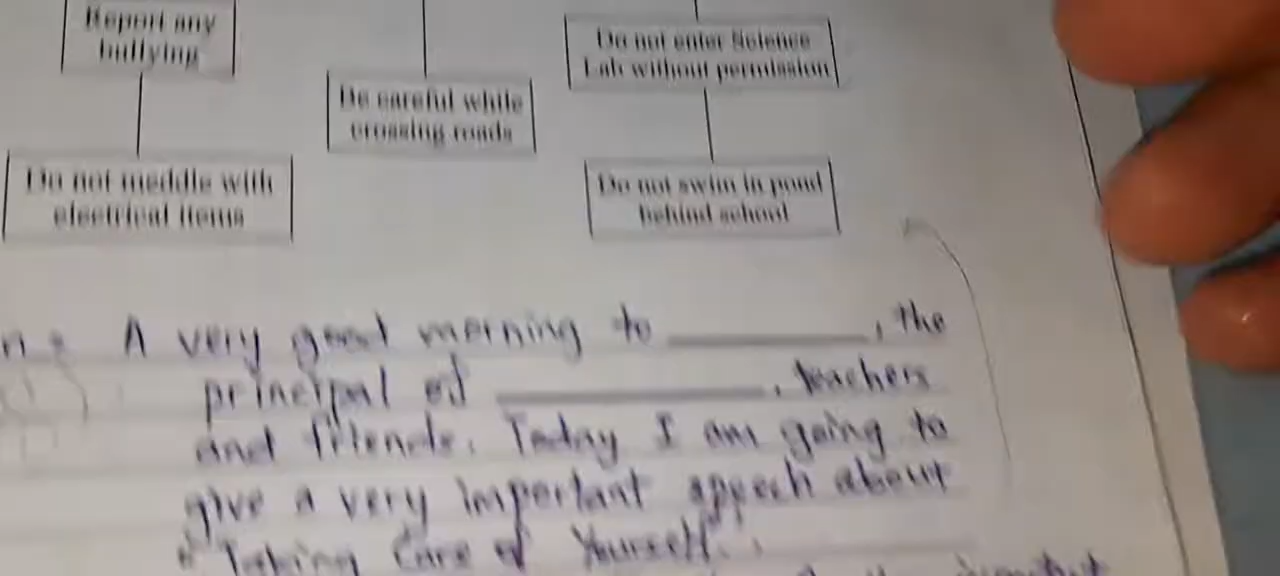 Report any
bullying
Do not enter Science
Lab without permission
Be careful while
crossing roads
Do not meddle with
electrical items
Do not swim in pond
behind school
A very good morning to ________, the
principal of ________, teachers
and friends. Today I am going to
give a very important speech about
"Taking Care of Yourself".